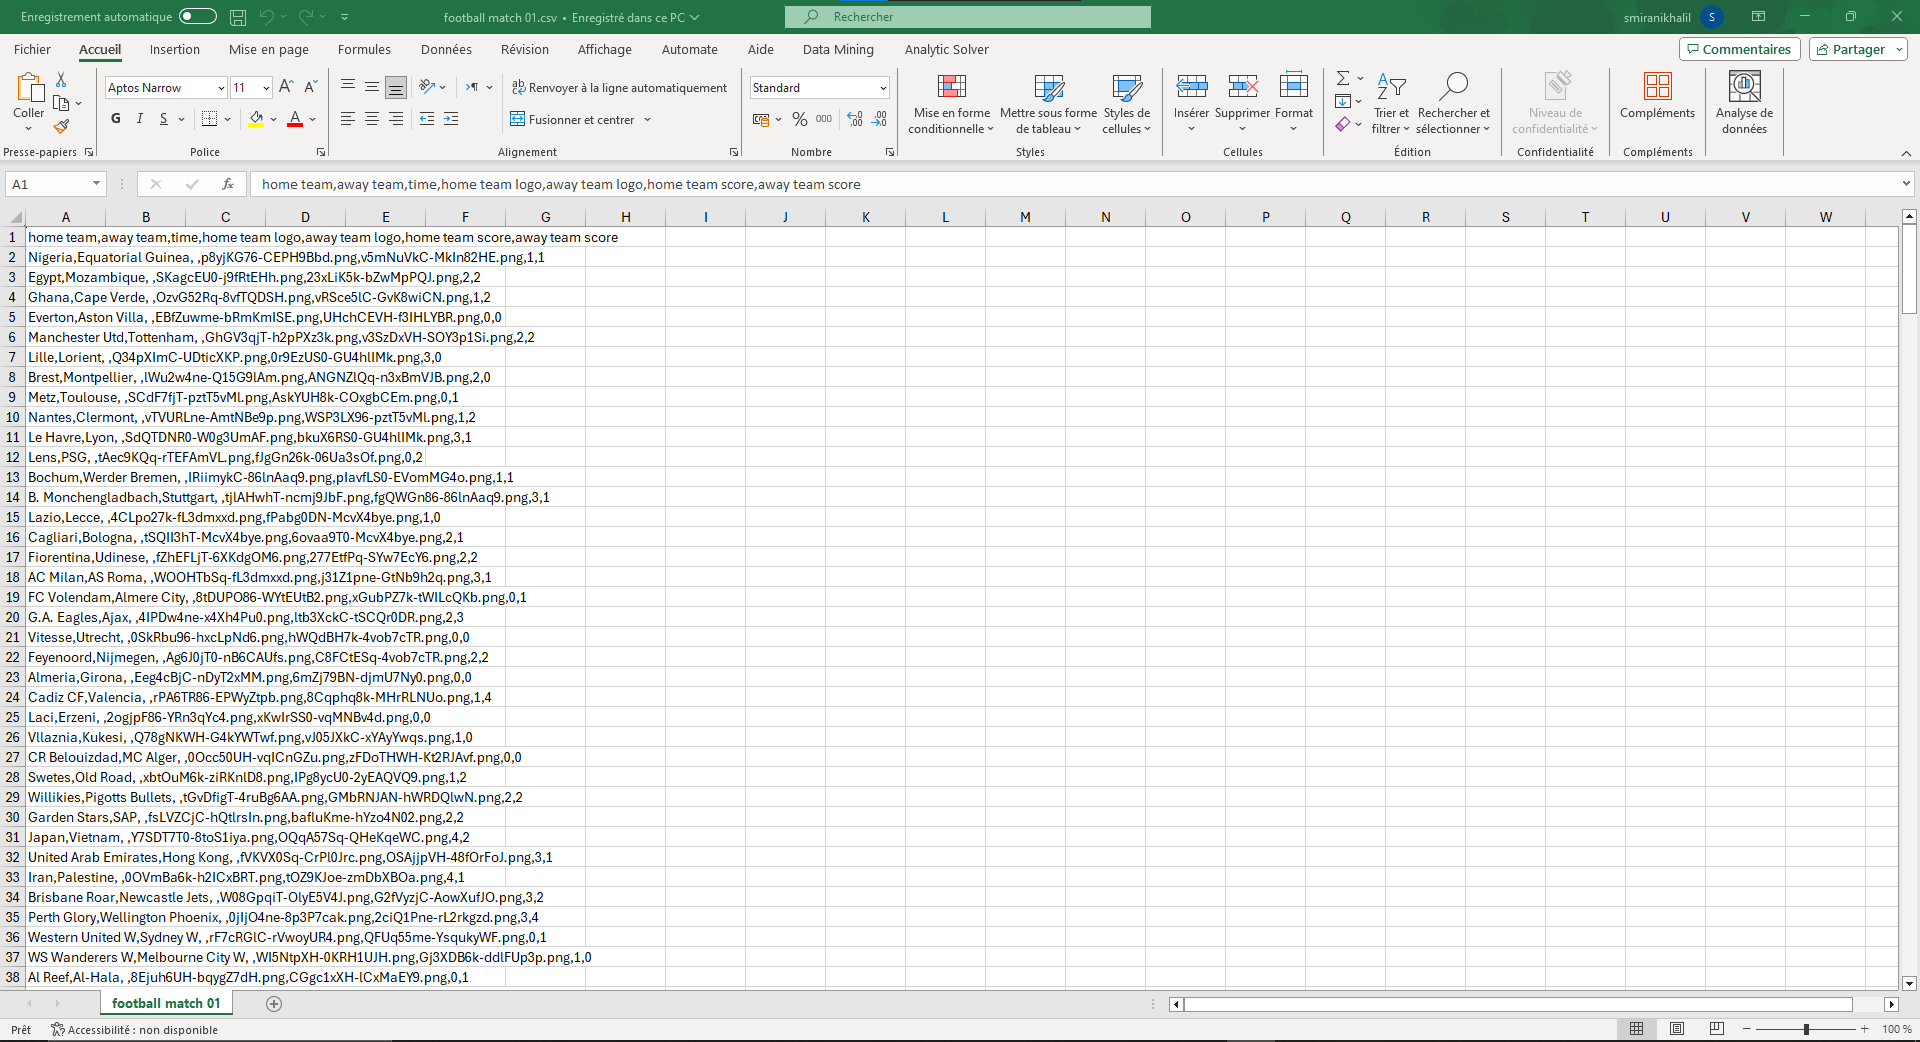 Enregistrement automatique
football match 01.csv • Enregistré dans ce PC
Rechercher
smiranikhalil
S
Fichier Accueil Insertion Mise en page Formules Données Révision Affichage Automate Aide Data Mining Analytic Solver
Commentaires
Partager
Coller
Presse-papiers
Aptos Narrow 11
G I S
Police
Renvoyer à la ligne automatiquement
Fusionner et centrer
Alignement
Standard
% 000
Nombre
Mise en forme conditionnelle
Mettre sous forme de tableau
Styles de cellules
Styles
Insérer Supprimer Format
Cellules
Trier et filtrer
Rechercher et sélectionner
Édition
Niveau de confidentialité
Confidentialité
Compléments
Compléments
Analyse de données
A1
fx
home team,away team,time,home team logo,away team logo,home team score,away team score
A B C D E F G H I J K L M N O P Q R S T U V W
1 home team,away team,time,home team logo,away team logo,home team score,away team score
2 Nigeria,Equatorial Guinea, ,p8yjKG76-CEPH9Bbd.png,v5mNuVkC-MkIn82HE.png,1,1
3 Egypt,Mozambique, ,SKagcEU0-j9fRtEHh.png,23xLiK5k-bZwMpPQJ.png,2,2
4 Ghana,Cape Verde, ,OzvG52Rq-8vfTQDSH.png,vRSce5lC-GvK8wiCN.png,1,2
5 Everton,Aston Villa, ,EBfZuwme-bRmKmISE.png,UHchCEVH-f3IHLYBR.png,0,0
6 Manchester Utd,Tottenham, ,GhGV3qjT-h2pPXz3k.png,v3SzDxVH-SOY3p1Si.png,2,2
7 Lille,Lorient, ,Q34pXImC-UDticXKP.png,0r9EzUS0-GU4hlIMk.png,3,0
8 Brest,Montpellier, ,lWu2w4ne-Q15G9lAm.png,ANGNZlQq-n3xBmVJB.png,2,0
9 Metz,Toulouse, ,SCdF7fjT-pztT5vMl.png,AskYUH8k-COxgbCEm.png,0,1
10 Nantes,Clermont, ,vTVURLne-AmtNBe9p.png,WSP3LX96-pztT5vMl.png,1,2
11 Le Havre,Lyon, ,SdQTDNR0-W0g3UmAF.png,bkuX6RS0-GU4hlIMk.png,3,1
12 Lens,PSG, ,tAec9KQq-rTEFAmVL.png,fJgGn26k-06Ua3sOf.png,0,2
13 Bochum,Werder Bremen, ,IRiimykC-86lnAaq9.png,pIavfLS0-EVomMG4o.png,1,1
14 B. Monchengladbach,Stuttgart, ,tjlAHwhT-ncmj9JbF.png,fgQWGn86-86lnAaq9.png,3,1
15 Lazio,Lecce, ,4CLpo27k-fL3dmxxd.png,fPabg0DN-McvX4bye.png,1,0
16 Cagliari,Bologna, ,tSQII3hT-McvX4bye.png,6ovaa9T0-McvX4bye.png,2,1
17 Fiorentina,Udinese, ,fZhEFLjT-6XKdgOM6.png,277EtfPq-SYw7EcY6.png,2,2
18 AC Milan,AS Roma, ,WOOHTbSq-fL3dmxxd.png,j31Z1pne-GtNb9h2q.png,3,1
19 FC Volendam,Almere City, ,8tDUPO86-WYtEUtB2.png,xGubPZ7k-tWILcQKb.png,0,1
20 G.A. Eagles,Ajax, ,4IPDw4ne-x4Xh4Pu0.png,ltb3XckC-tSCQr0DR.png,2,3
21 Vitesse,Utrecht, ,0SkRbu96-hxcLpNd6.png,hWQdBH7k-4vob7cTR.png,0,0
22 Feyenoord,Nijmegen, ,Ag6J0jT0-nB6CAUfs.png,C8FCtESq-4vob7cTR.png,2,2
23 Almeria,Girona, ,Eeg4cBjC-nDyT2xMM.png,6mZj79BN-djmU7Ny0.png,0,0
24 Cadiz CF,Valencia, ,rPA6TR86-EPWyZtpb.png,8Cqphq8k-MHrRLNUo.png,1,4
25 Laci,Erzeni, ,2ogjpF86-YRn3qYc4.png,xKwIrSS0-vqMNBv4d.png,0,0
26 Vllaznia,Kukesi, ,Q78gNKWH-G4kYWTwf.png,vJ05JXkC-xYAyYwqs.png,1,0
27 CR Belouizdad,MC Alger, ,0Occ50UH-vqICnGZu.png,zFDoTHWH-Kt2RJAvf.png,0,0
28 Swetes,Old Road, ,xbtOuM6k-ziRKnlD8.png,IPg8ycU0-2yEAQVQ9.png,1,2
29 Willikies,Pigotts Bullets, ,tGvDfigT-4ruBg6AA.png,GMbRNJAN-hWRDQlwN.png,2,2
30 Garden Stars,SAP, ,fsLVZCjC-hQtlrsIn.png,bafluKme-hYzo4N02.png,2,2
31 Japan,Vietnam, ,Y7SDT7T0-8toS1iya.png,OQqA57Sq-QHeKqeWC.png,4,2
32 United Arab Emirates,Hong Kong, ,fVKVX0Sq-CrPl0Jrc.png,OSAjjpVH-48fOrFoJ.png,3,1
33 Iran,Palestine, ,0OVmBa6k-h2ICxBRT.png,tOZ9KJoe-zmDbXBOa.png,4,1
34 Brisbane Roar,Newcastle Jets, ,W08GpqiT-OlyE5V4J.png,G2fVyzjC-AowXufJO.png,3,2
35 Perth Glory,Wellington Phoenix, ,0jIjO4ne-8p3P7cak.png,2ciQ1Pne-rL2rkgzd.png,3,4
36 Western United W,Sydney W, ,rF7cRGlC-rVwoyUR4.png,QFUq55me-YsqukyWF.png,0,1
37 WS Wanderers W,Melbourne City W, ,WI5NtpXH-0KRH1UJH.png,Gj3XDB6k-ddlFUp3p.png,1,0
38 Al Reef,Al-Hala, ,8Ejuh6UH-bqygZ7dH.png,CGgc1xXH-lCxMaEY9.png,0,1
football match 01
Prêt
Accessibilité : non disponible
100 %